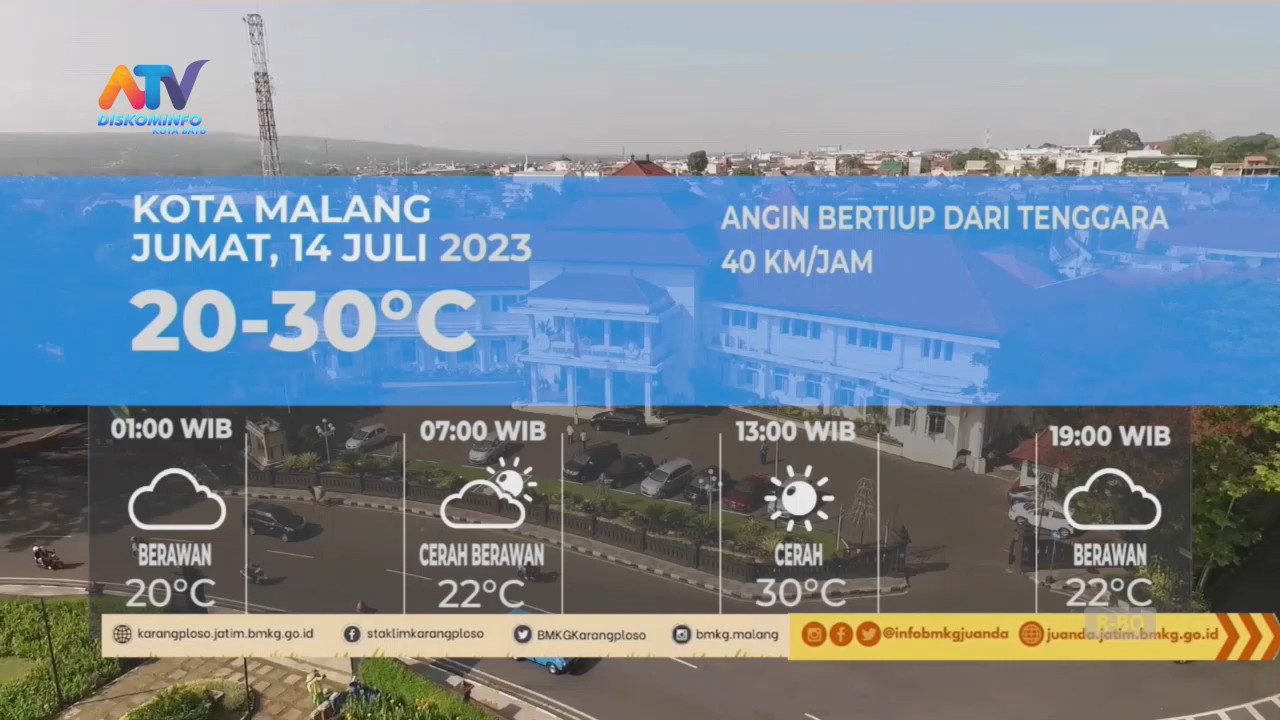 ATV
DISKOMINFO
KOTA BATU
KOTA MALANG
JUMAT, 14 JULI 2023
20-30°C
ANGIN BERTIUP DARI TENGGARA
40 KM/JAM
01:00 WIB
BERAWAN
20°C
07:00 WIB
CERAH BERAWAN
22°C
13:00 WIB
CERAH
30°C
19:00 WIB
BERAWAN
22°C
karangploso.jatim.bmkg.go.id
staklimkarangploso
BMKGKarangploso
bmkg.malang
@infobmkgjuanda
juanda.jatim.bmkg.go.id